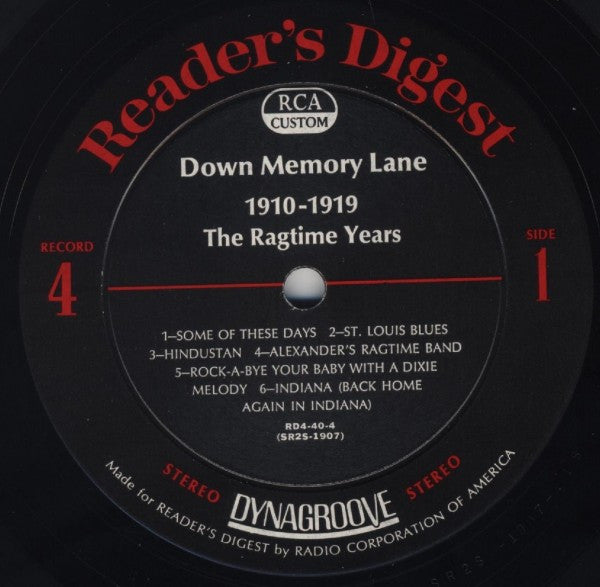 Reader's Digest
RCA
CUSTOM
Down Memory Lane
1910-1919
The Ragtime Years
RECORD
4
SIDE
1
1—SOME OF THESE DAYS 2—ST. LOUIS BLUES
3—HINDUSTAN 4—ALEXANDER'S RAGTIME BAND
5—ROCK-A-BYE YOUR BABY WITH A DIXIE
MELODY 6—INDIANA (BACK HOME
AGAIN IN INDIANA)
RD4-40-4
(SR2S-1907)
STEREO DYNAGROOVE STEREO
Made for READER'S DIGEST by RADIO CORPORATION OF AMERICA